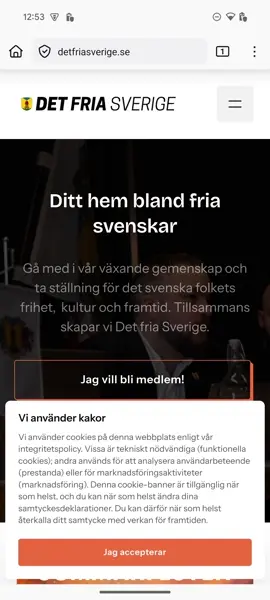 12:53
detfriasverige.se
1
DET FRIA SVERIGE
Ditt hem bland fria
svenskar
Gå med i vår växande gemenskap och
ta ställning för det svenska folkets
frihet, kultur och framtid. Tillsammans
skapar vi Det fria Sverige.
Jag vill bli medlem!
Vi använder kakor
Vi använder cookies på denna webbplats enligt vår
integritetspolicy. Vissa är tekniskt nödvändiga (funktionella
cookies); andra används för att analysera användarbeteende
(prestanda) eller för marknadsföringsaktiviteter
(marknadsföring). Denna cookie-banner är tillgänglig när
som helst, och du kan när som helst ändra dina
samtyckesdeklarationer. Du kan därför när som helst
återkalla ditt samtycke med verkan för framtiden.
Jag accepterar